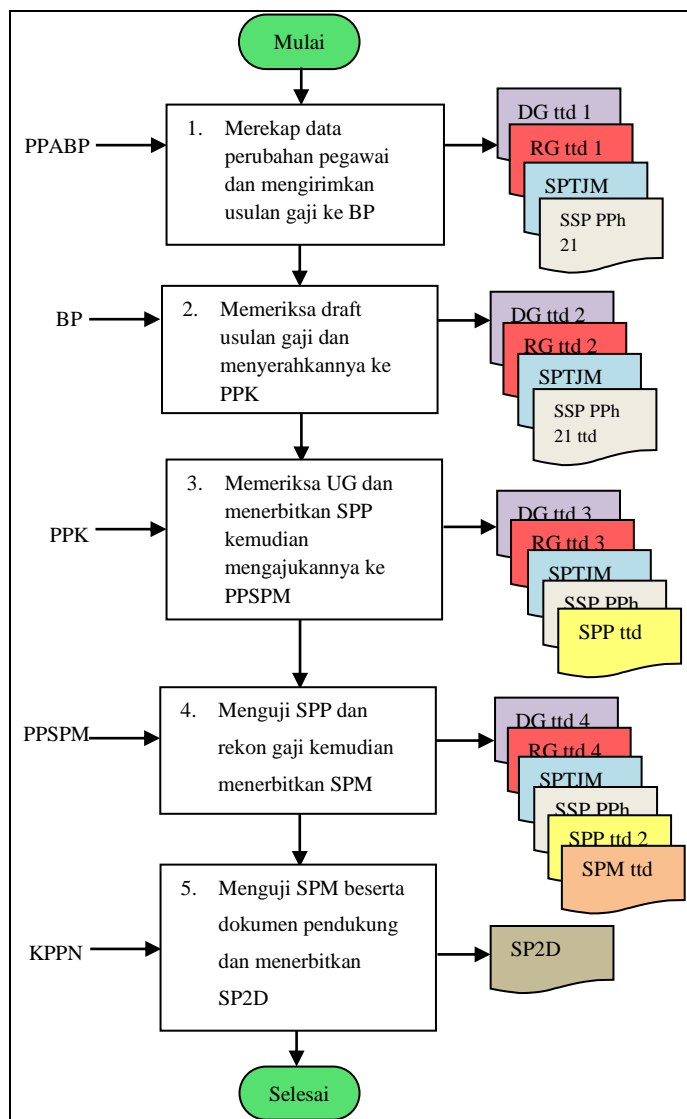 Mulai
PPABP
1. Merekap data
perubahan pegawai
dan mengirimkan
usulan gaji ke BP
DG ttd 1
RG ttd 1
SPTJM
SSP PPh
21
BP
2. Memeriksa draft
usulan gaji dan
menyerahkannya ke
PPK
DG ttd 2
RG ttd 2
SPTJM
SSP PPh
21 ttd
PPK
3. Memeriksa UG dan
menerbitkan SPP
kemudian
mengajukannya ke
PPSPM
DG ttd 3
RG ttd 3
SPTJM
SSP PPh
SPP ttd
PPSPM
4. Menguji SPP dan
rekon gaji kemudian
menerbitkan SPM
DG ttd 4
RG ttd 4
SPTJM
SSP PPh
SPP ttd 2
SPM ttd
KPPN
5. Menguji SPM beserta
dokumen pendukung
dan menerbitkan
SP2D
SP2D
Selesai